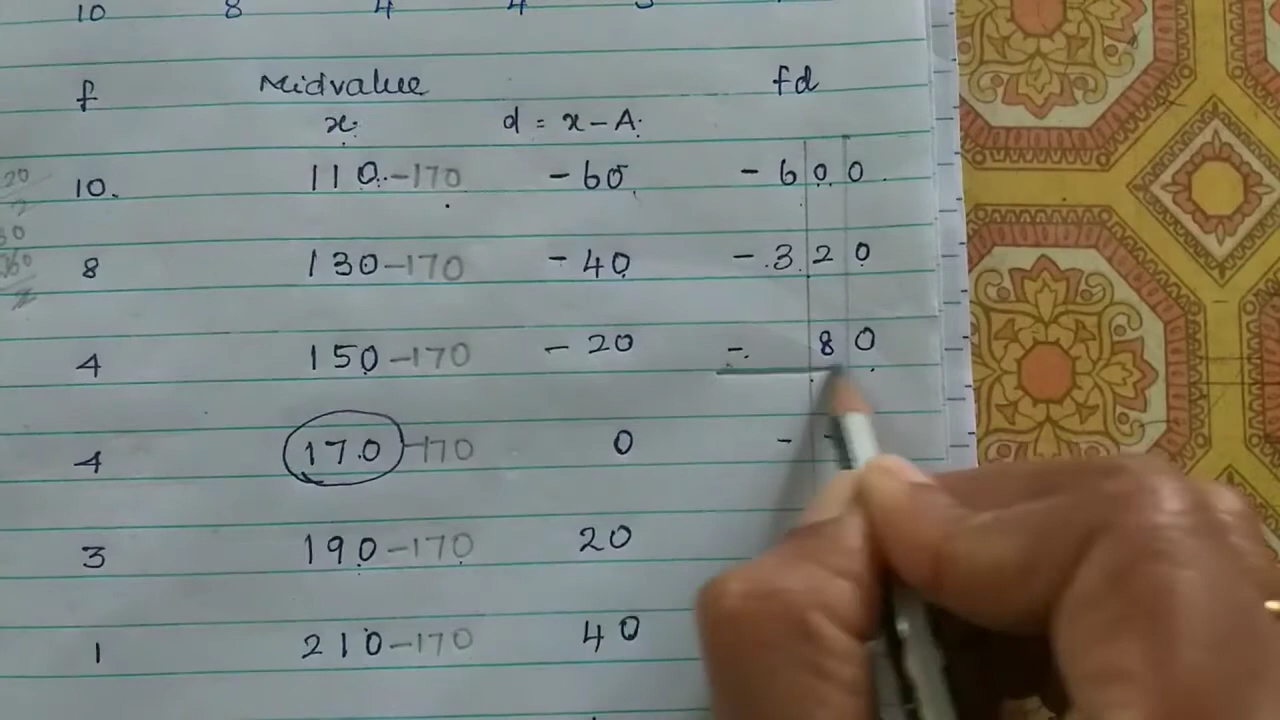 10 8 4 4
f Midvalue fd
x d = x - A
10. 110 - 170 - 60 - 600
8 130 - 170 - 40 - 320
4 150 - 170 - 20 - 80
4 170 - 170 0 - -
3 190 - 170 20
1 210 - 170 40
20